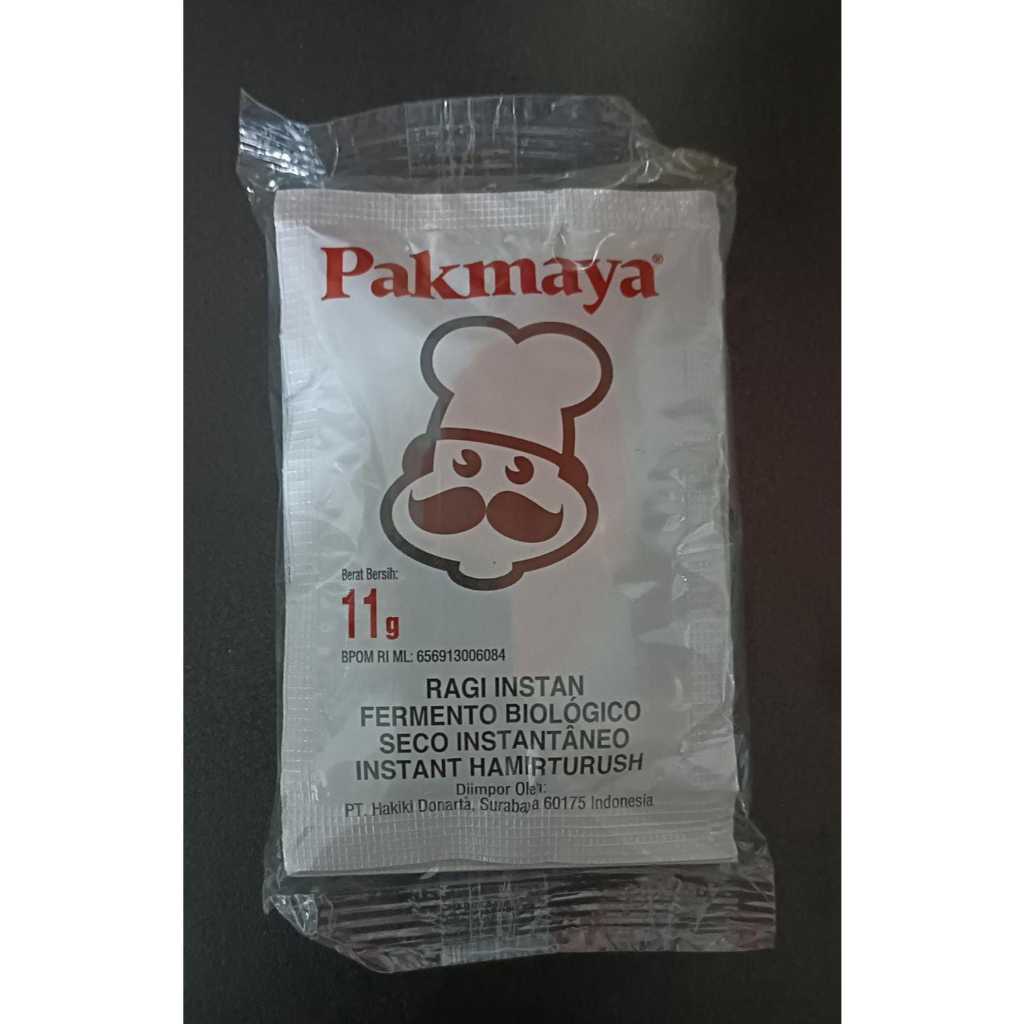 Pakmaya®
Berat Bersih:
11g
BPOM RI ML: 656913006084
RAGI INSTAN
FERMENTO BIOLÓGICO
SECO INSTANTÂNEO
INSTANT HAMIRTURUSH
Diimpor Oleh:
PT. Hakiki Donarta, Surabaya 60175 Indonesia